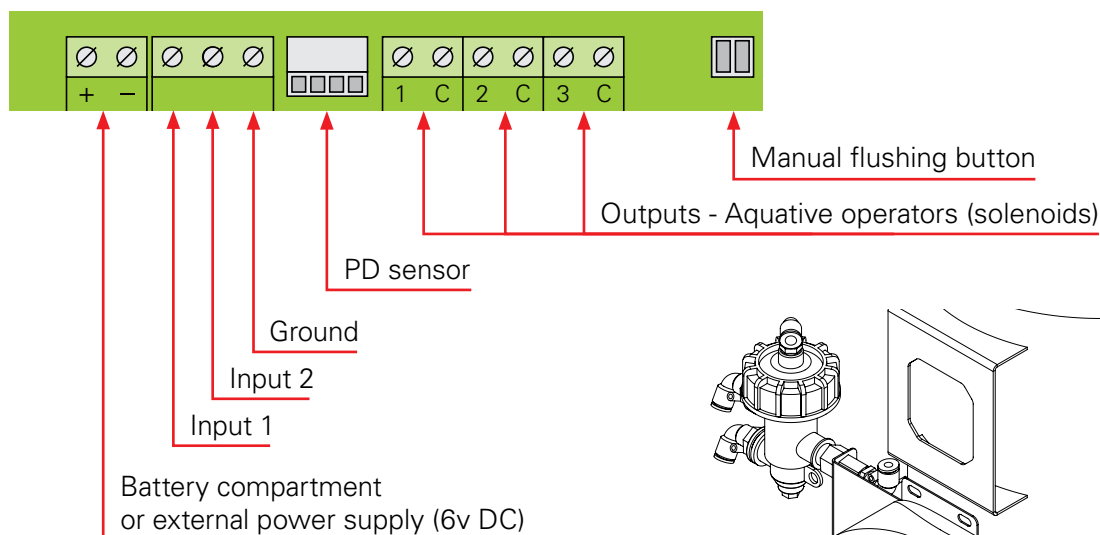 + −
1 C 2 C 3 C
Manual flushing button
Outputs - Aquative operators (solenoids)
PD sensor
Ground
Input 2
Input 1
Battery compartment
or external power supply (6v DC)